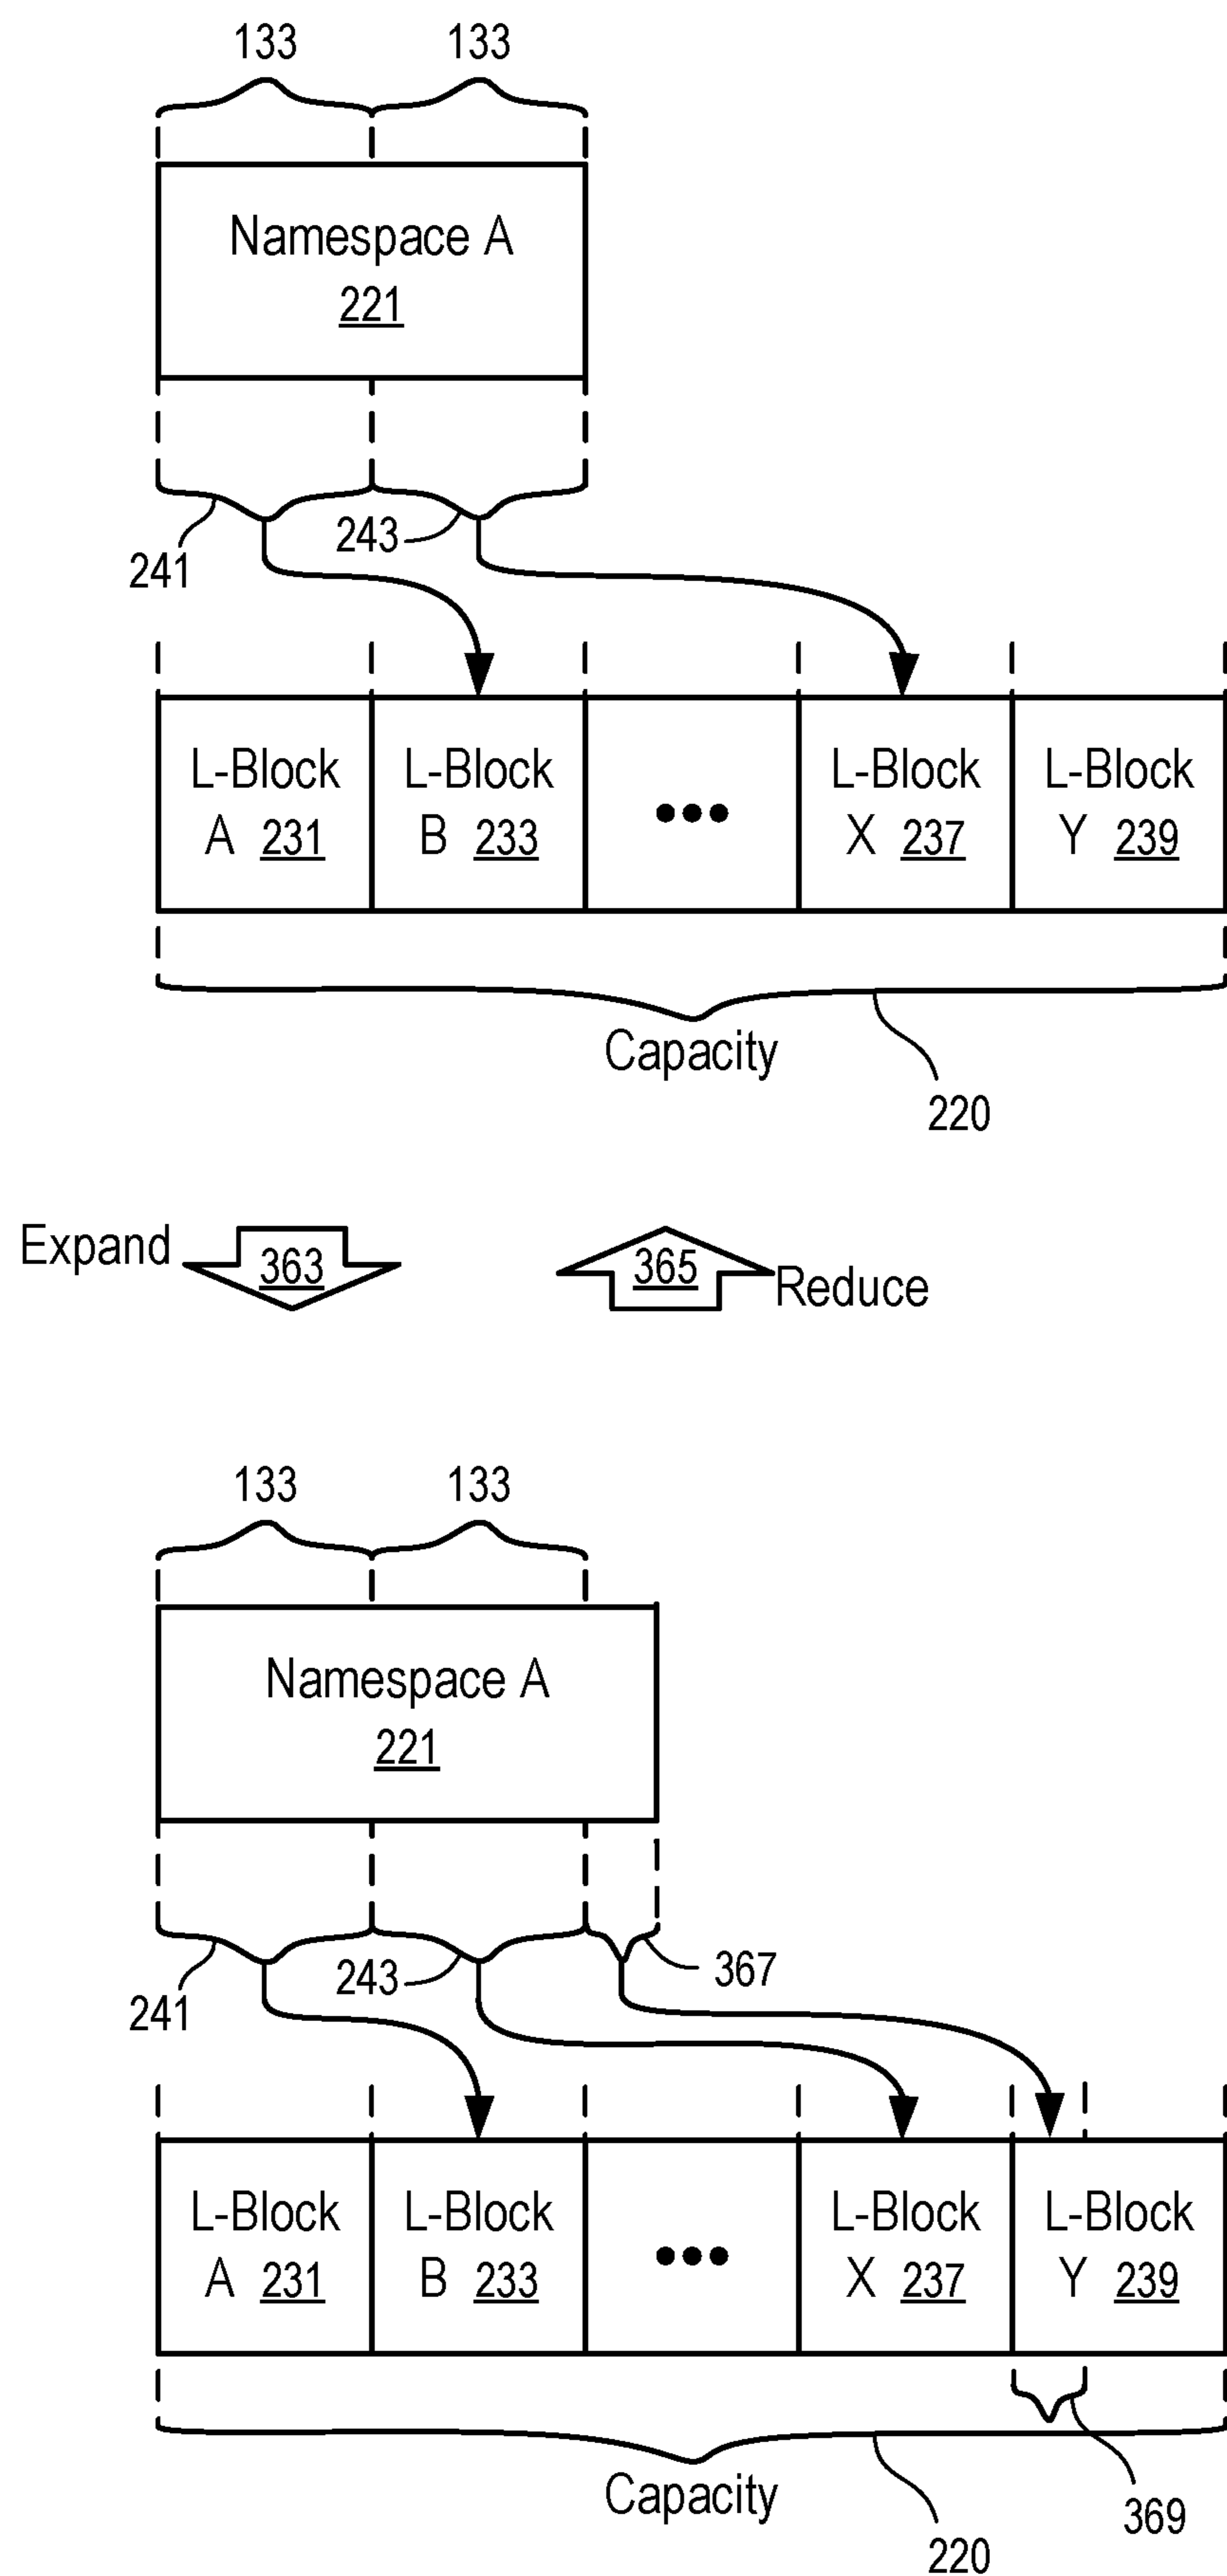 133 133
Namespace A
221
241 243
L-Block L-Block L-Block L-Block
A 231 B 233 ••• X 237 Y 239
Capacity
220
Expand 363 365 Reduce
133 133
Namespace A
221
241 243 367
L-Block L-Block L-Block L-Block
A 231 B 233 ••• X 237 Y 239
Capacity
220 369